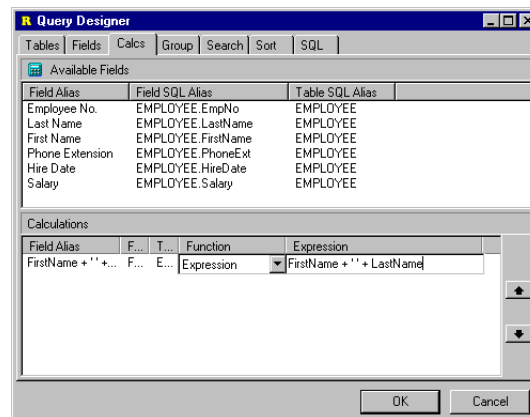 R Query Designer
Tables Fields Calcs Group Search Sort SQL
Available Fields
Field Alias Field SQL Alias Table SQL Alias
Employee No. EMPLOYEE.EmpNo EMPLOYEE
Last Name EMPLOYEE.LastName EMPLOYEE
First Name EMPLOYEE.FirstName EMPLOYEE
Phone Extension EMPLOYEE.PhoneExt EMPLOYEE
Hire Date EMPLOYEE.HireDate EMPLOYEE
Salary EMPLOYEE.Salary EMPLOYEE
Calculations
Field Alias F... T... Function Expression
FirstName + ' ' +... F... E... Expression FirstName + ' ' + LastName
OK Cancel